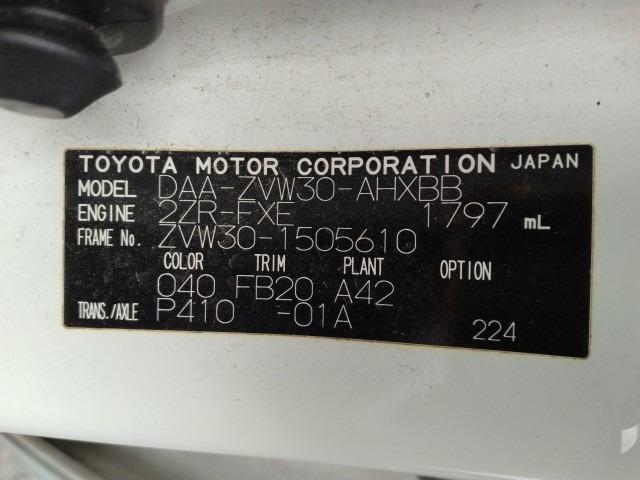 TOYOTA MOTOR CORPORATION JAPAN
MODEL DAA-ZVW30-AHXBB
ENGINE 2ZR-FXE 1797 mL
FRAME No. ZVW30-1505610
COLOR TRIM PLANT OPTION
040 FB20 A42
TRANS./AXLE P410 -01A
224